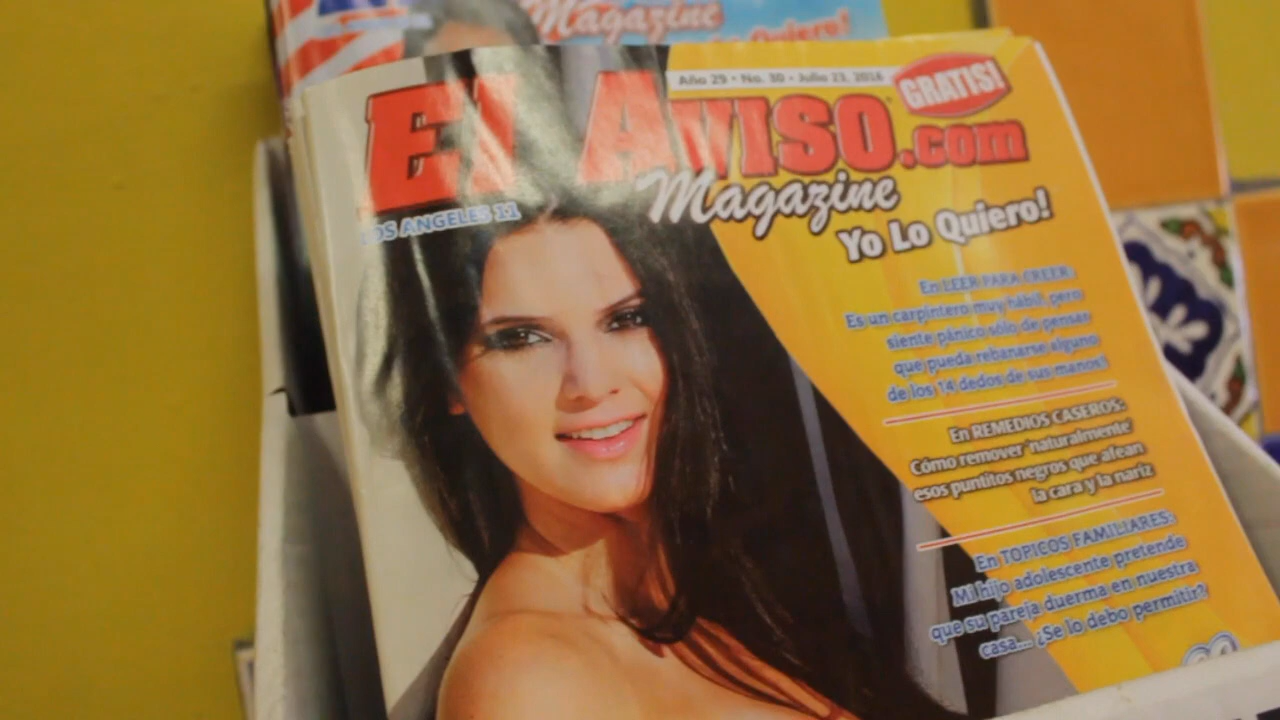 Magazine
Lo Quiero!
Año 29 • No. 30 • Julio 23, 2016
GRATIS!
El Aviso.com
Magazine
LOS ANGELES 11
Yo Lo Quiero!
En LEER PARA CREER:
Es un carpintero muy hábil, pero
siente pánico sólo de pensar
que pueda rebanarse alguno
de los 14 dedos de sus manos!
En REMEDIOS CASEROS:
Cómo remover naturalmente
esos puntitos negros que afean
la cara y la nariz
En TOPICOS FAMILIARES:
Mi hijo adolescente pretende
que su pareja duerma en nuestra
casa... ¿Se lo debo permitir?